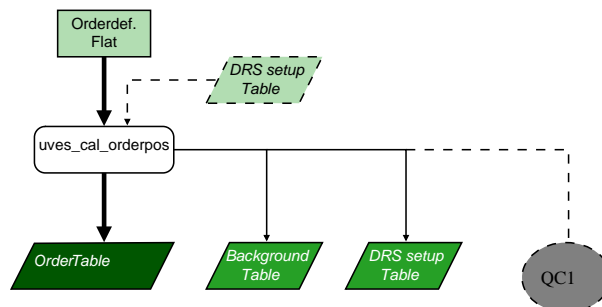 Orderdef.
Flat
DRS setup
Table
uves_cal_orderpos
OrderTable
Background
Table
DRS setup
Table
QC1